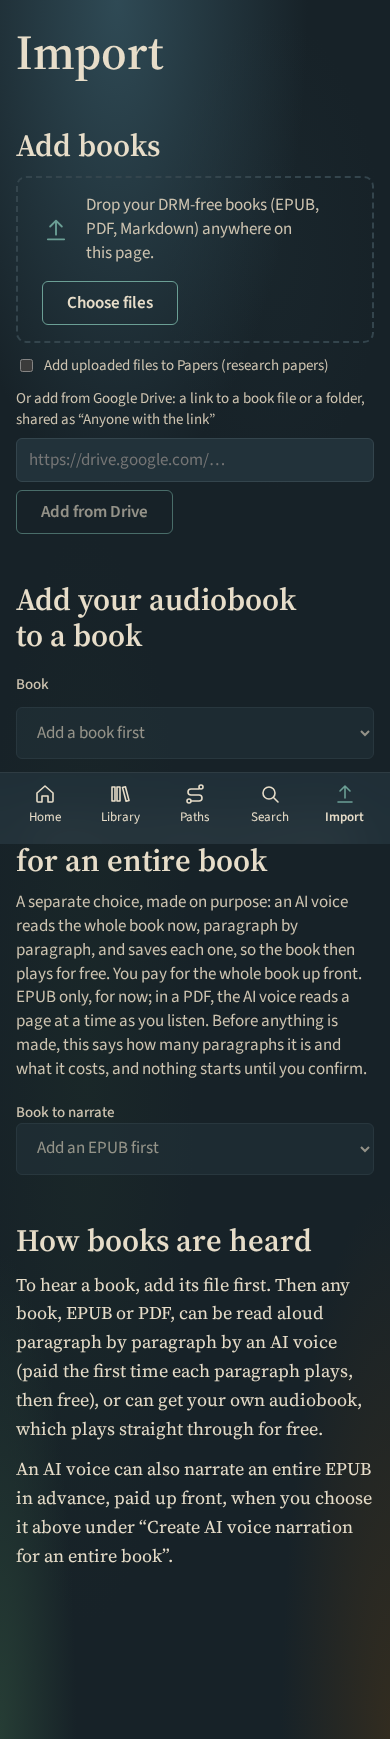 Import
Add books
Drop your DRM-free books (EPUB,
PDF, Markdown) anywhere on
this page.
Choose files
Add uploaded files to Papers (research papers)
Or add from Google Drive: a link to a book file or a folder,
shared as “Anyone with the link”
https://drive.google.com/…
Add from Drive
Add your audiobook
to a book
Book
Add a book first
Home
Library
Paths
Search
Import
for an entire book
A separate choice, made on purpose: an AI voice
reads the whole book now, paragraph by
paragraph, and saves each one, so the book then
plays for free. You pay for the whole book up front.
EPUB only, for now; in a PDF, the AI voice reads a
page at a time as you listen. Before anything is
made, this says how many paragraphs it is and
what it costs, and nothing starts until you confirm.
Book to narrate
Add an EPUB first
How books are heard
To hear a book, add its file first. Then any
book, EPUB or PDF, can be read aloud
paragraph by paragraph by an AI voice
(paid the first time each paragraph plays,
then free), or can get your own audiobook,
which plays straight through for free.
An AI voice can also narrate an entire EPUB
in advance, paid up front, when you choose
it above under “Create AI voice narration
for an entire book”.